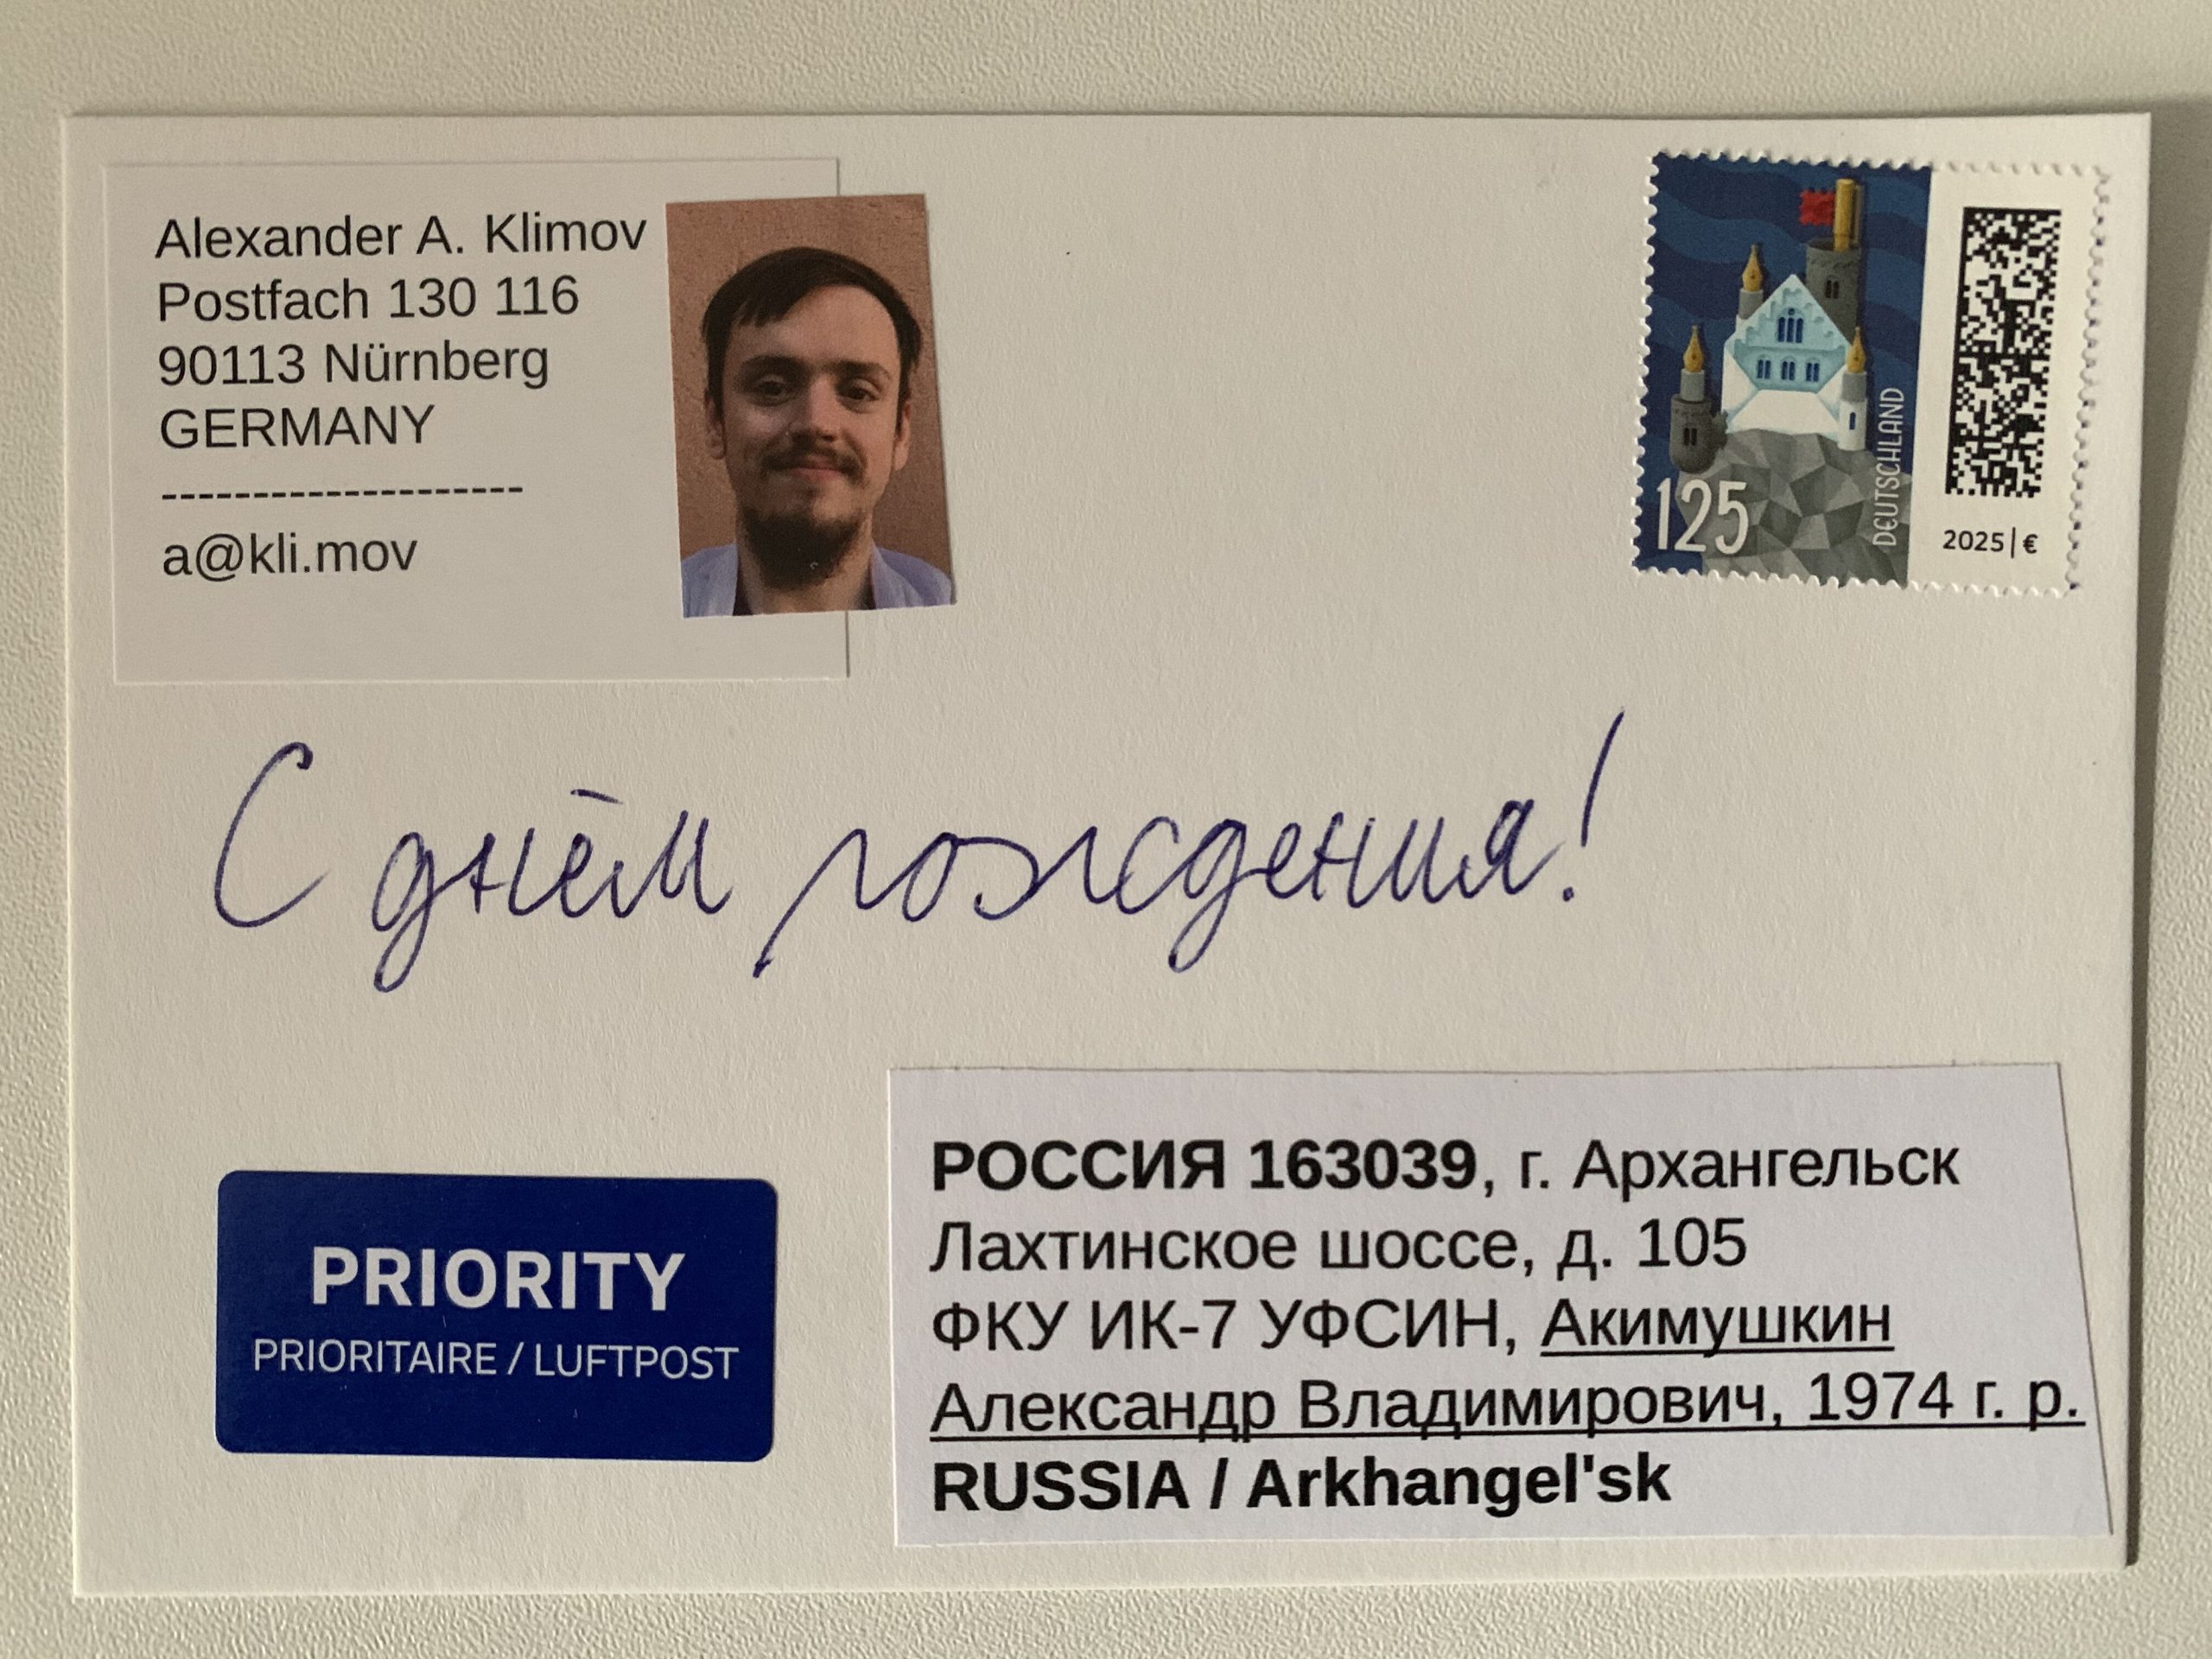 Alexander A. Klimov
Postfach 130 116
90113 Nürnberg
GERMANY
---------------------
a@kli.mov
125
DEUTSCHLAND
2025|€
С днём рождения!
PRIORITY
PRIORITAIRE / LUFTPOST
РОССИЯ 163039, г. Архангельск
Лахтинское шоссе, д. 105
ФКУ ИК-7 УФСИН, Акимушкин
Александр Владимирович, 1974 г. р.
RUSSIA / Arkhangel'sk